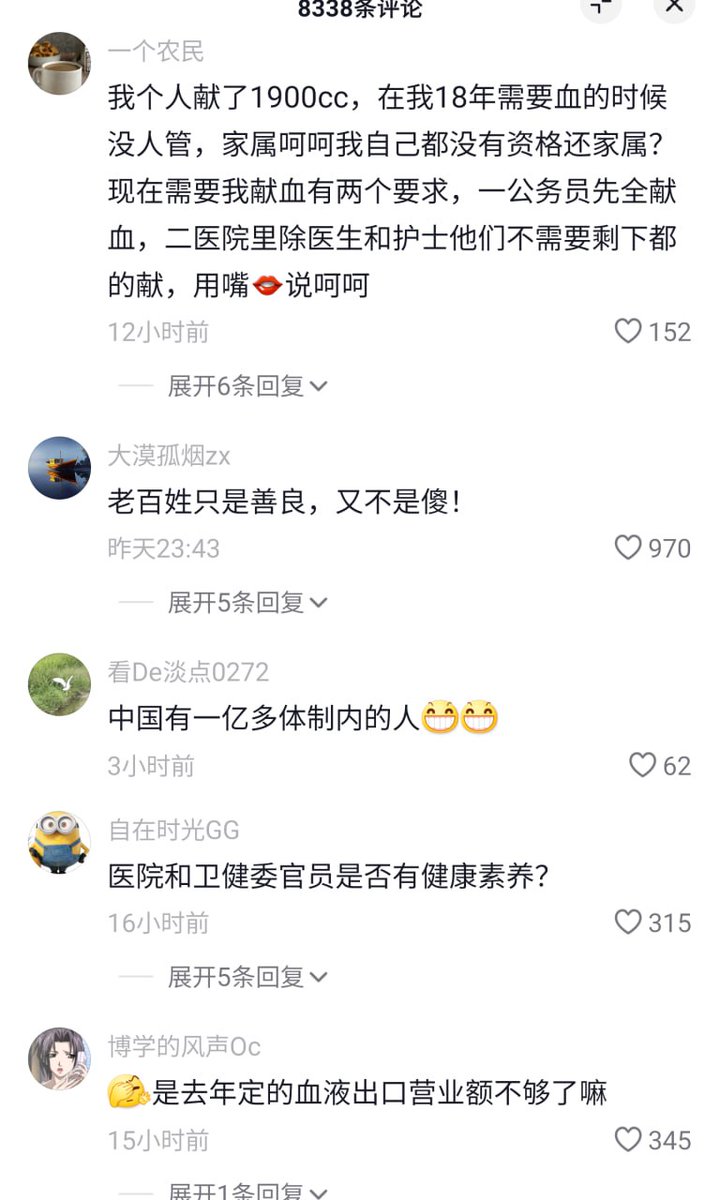 8338条评论
一个农民
我个人献了1900cc，在我18年需要血的时候
没人管，家属呵呵我自己都没有资格还家属？
现在需要我献血有两个要求，一公务员先全献
血，二医院里除医生和护士他们不需要剩下都
的献，用嘴👄说呵呵
12小时前
152
展开6条回复
大漠孤烟zx
老百姓只是善良，又不是傻！
昨天23:43
970
展开5条回复
看De淡点0272
中国有一亿多体制内的人😁😁
3小时前
62
自在时光GG
医院和卫健委官员是否有健康素养？
16小时前
315
展开5条回复
博学的风声Oc
是去年定的血液出口营业额不够了嘛
15小时前
345
展开1条回复